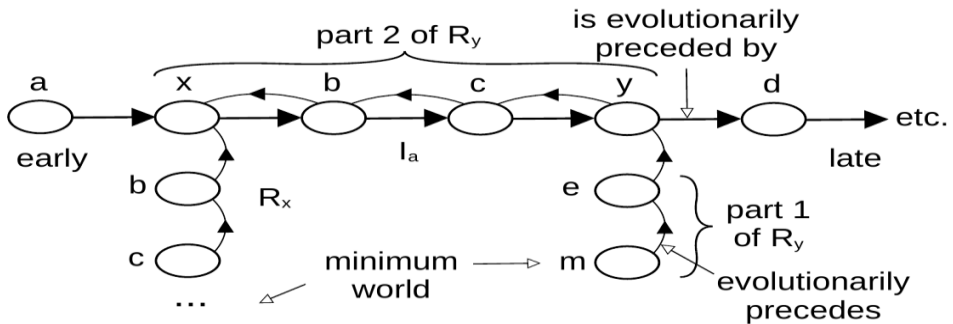 is evolutionarily
preceded by
part 2 of Ry
a
x
b
c
y
d
etc.
early
Ia
late
b
Rx
e
part 1
of Ry
c
minimum
world
m
...
evolutionarily
precedes